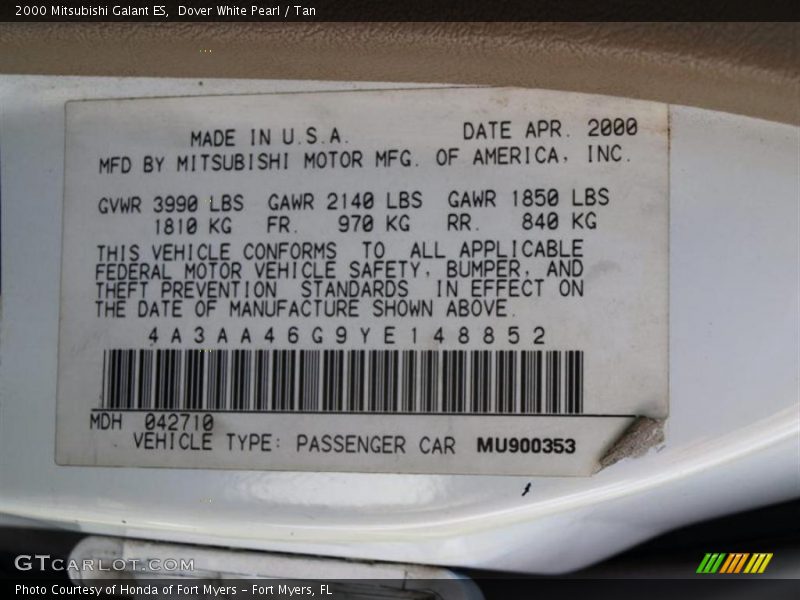 2000 Mitsubishi Galant ES,  Dover White Pearl / Tan
MADE IN U.S.A. DATE APR. 2000
MFD BY MITSUBISHI MOTOR MFG. OF AMERICA, INC.
GVWR 3990 LBS GAWR 2140 LBS GAWR 1850 LBS
1810 KG FR. 970 KG RR. 840 KG
THIS VEHICLE CONFORMS TO ALL APPLICABLE
FEDERAL MOTOR VEHICLE SAFETY, BUMPER, AND
THEFT PREVENTION STANDARDS IN EFFECT ON
THE DATE OF MANUFACTURE SHOWN ABOVE.
4A3AA46G9YE148852
MDH 042710
VEHICLE TYPE: PASSENGER CAR MU900353
GTCARLOT.COM
Photo Courtesy of Honda of Fort Myers – Fort Myers, FL